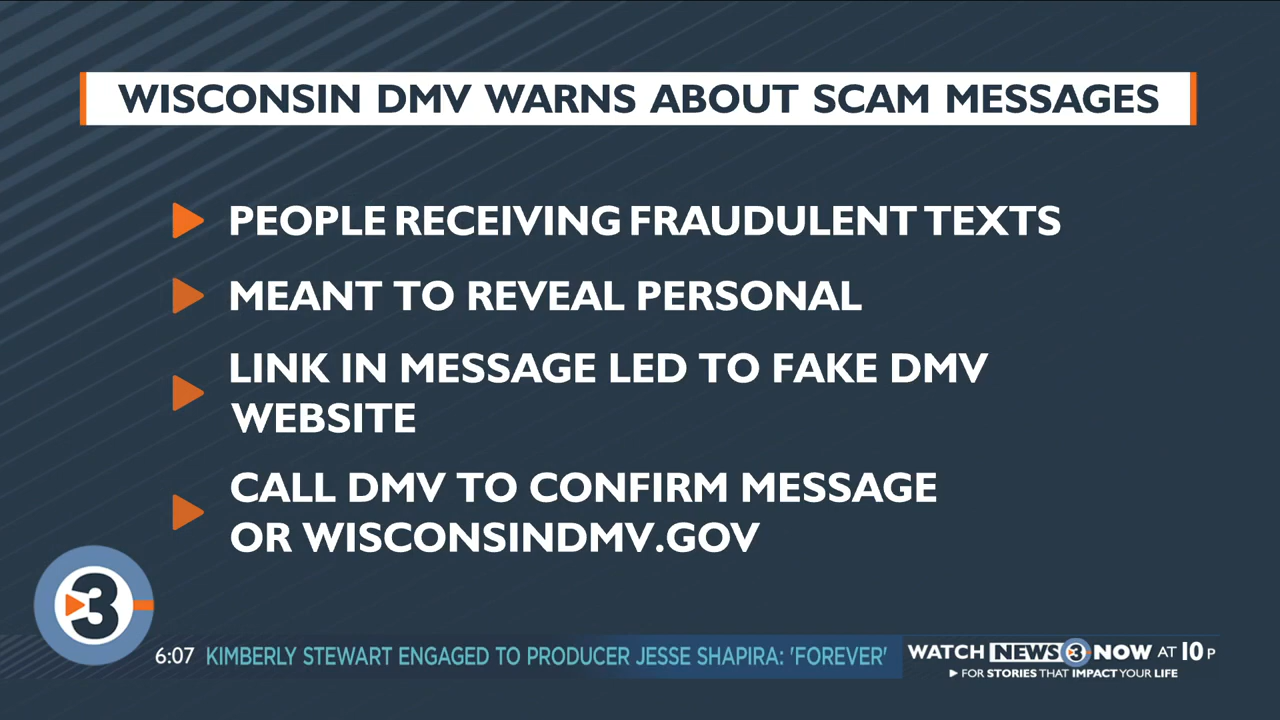 WISCONSIN DMV WARNS ABOUT SCAM MESSAGES
PEOPLE RECEIVING FRAUDULENT TEXTS
MEANT TO REVEAL PERSONAL
LINK IN MESSAGE LED TO FAKE DMV
WEBSITE
CALL DMV TO CONFIRM MESSAGE
OR WISCONSINDMV.GOV
3
6:07 KIMBERLY STEWART ENGAGED TO PRODUCER JESSE SHAPIRA: 'FOREVER'
WATCH NEWS 3 NOW AT 10 P
FOR STORIES THAT IMPACT YOUR LIFE